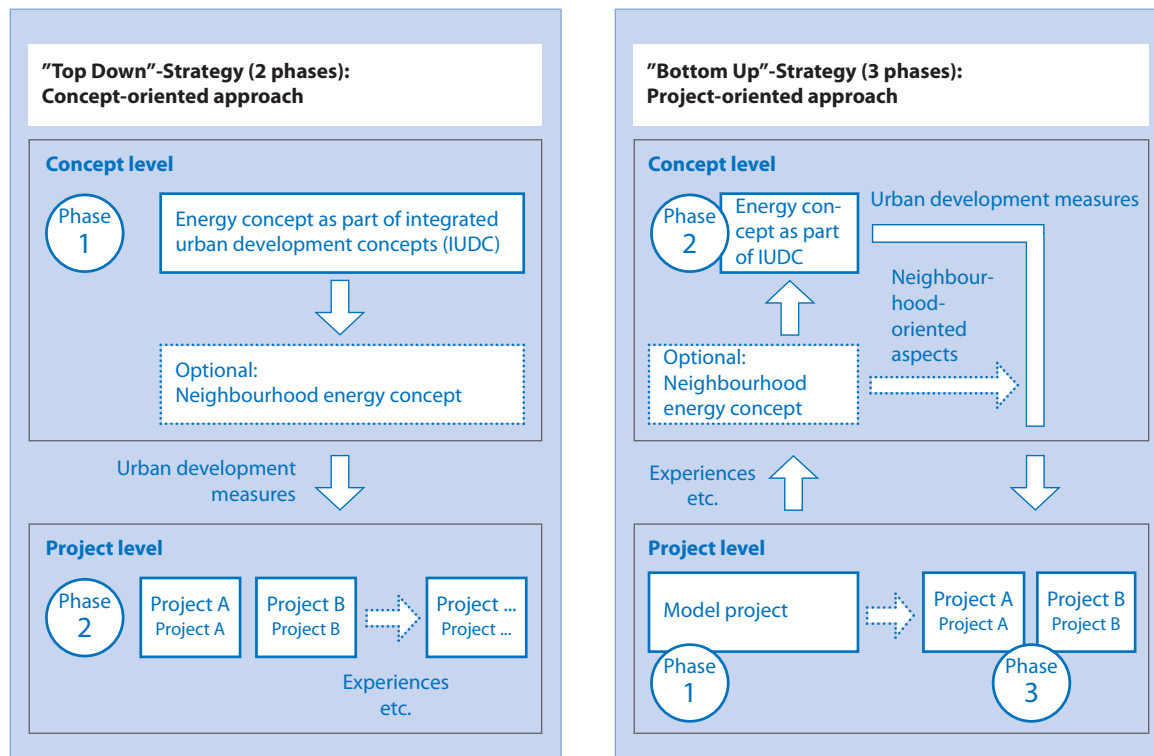 ”Top Down”-Strategy (2 phases):
Concept-oriented approach
Concept level
Phase
1
Energy concept as part of integrated
urban development concepts (IUDC)
Optional:
Neighbourhood energy concept
Urban development
measures
Project level
Phase
2
Project A
Project A
Project B
Project B
Project ...
Project ...
Experiences
etc.
”Bottom Up”-Strategy (3 phases):
Project-oriented approach
Concept level
Phase
2
Energy con-
cept as part
of IUDC
Urban development measures
Neighbour-
hood-
oriented
aspects
Optional:
Neighbourhood
energy concept
Experiences
etc.
Project level
Model project
Phase
1
Project A
Project A
Project B
Project B
Phase
3